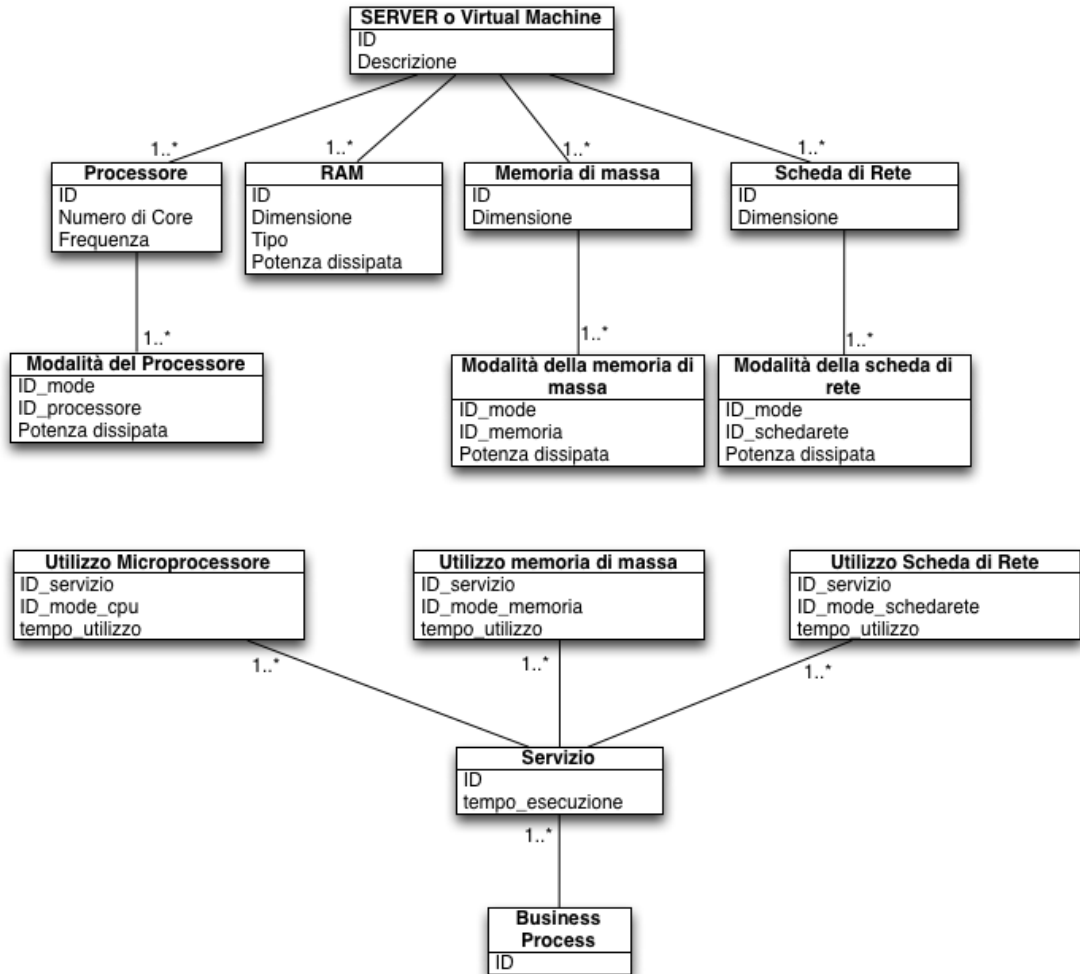 SERVER o Virtual Machine
ID
Descrizione
1..*
1..*
1..*
1..*
Processore
ID
Numero di Core
Frequenza
RAM
ID
Dimensione
Tipo
Potenza dissipata
Memoria di massa
ID
Dimensione
Scheda di Rete
ID
Dimensione
1..*
1..*
1..*
Modalità del Processore
ID_mode
ID_processore
Potenza dissipata
Modalità della memoria di
massa
ID_mode
ID_memoria
Potenza dissipata
Modalità della scheda di
rete
ID_mode
ID_schedarete
Potenza dissipata
Utilizzo Microprocessore
ID_servizio
ID_mode_cpu
tempo_utilizzo
Utilizzo memoria di massa
ID_servizio
ID_mode_memoria
tempo_utilizzo
Utilizzo Scheda di Rete
ID_servizio
ID_mode_schedarete
tempo_utilizzo
1..*
1..*
1..*
Servizio
ID
tempo_esecuzione
1..*
Business
Process
ID